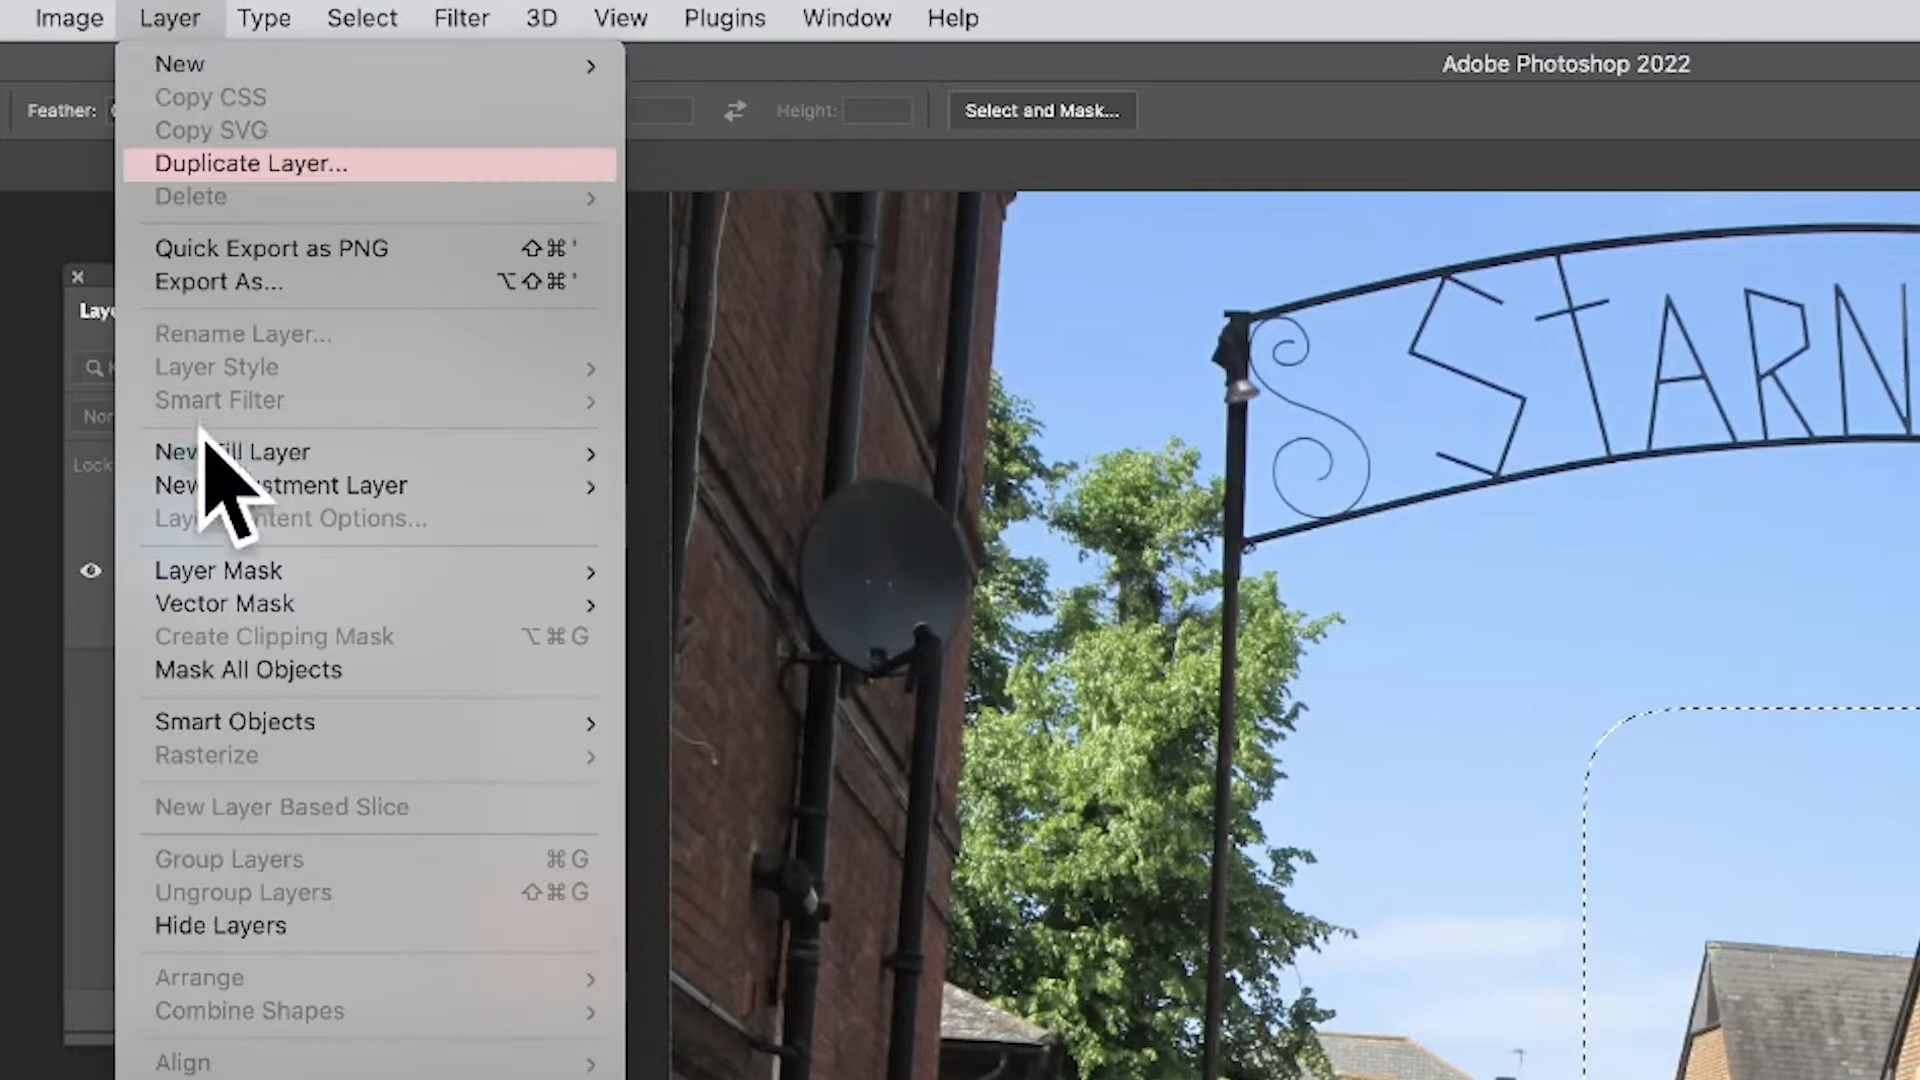 Image Layer Type Select Filter 3D View Plugins Window Help
Adobe Photoshop 2022
Feather: Height: Select and Mask...
New
Copy CSS
Copy SVG
Duplicate Layer...
Delete
Quick Export as PNG ⇧⌘'
Export As... ⌥⇧⌘'
Rename Layer...
Layer Style
Smart Filter
New Fill Layer
New Adjustment Layer
Layer Content Options...
Layer Mask
Vector Mask
Create Clipping Mask ⌥⌘G
Mask All Objects
Smart Objects
Rasterize
New Layer Based Slice
Group Layers ⌘G
Ungroup Layers ⇧⌘G
Hide Layers
Arrange
Combine Shapes
Align
Lock
STARN